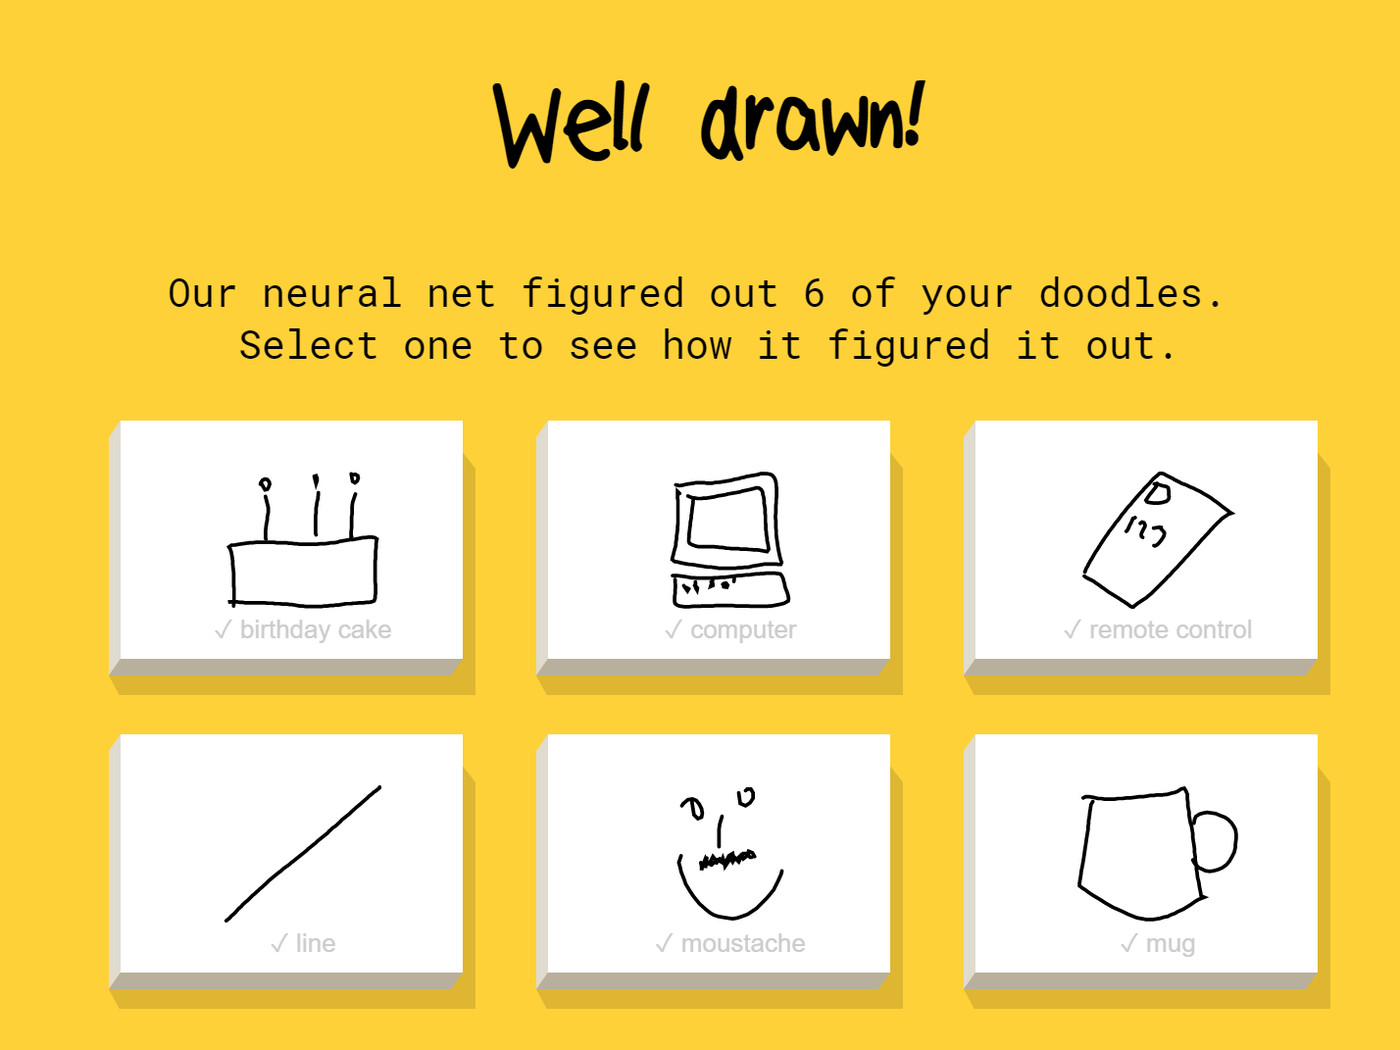 Well drawn!
Our neural net figured out 6 of your doodles.
Select one to see how it figured it out.
✓ birthday cake
✓ computer
123
✓ remote control
✓ line
✓ moustache
✓ mug